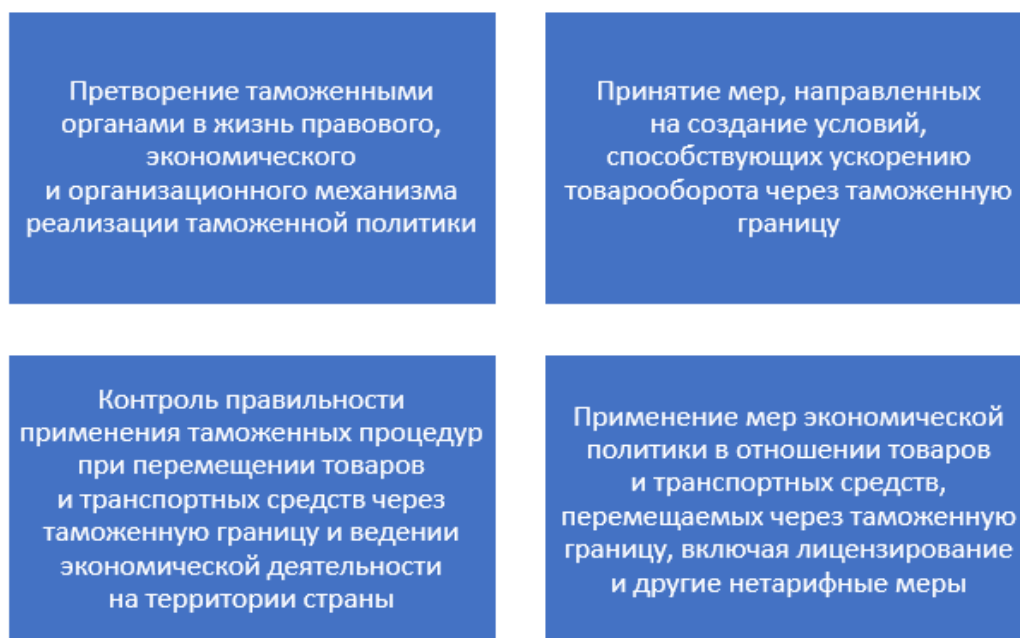 Претворение таможенными
органами в жизнь правового,
экономического
и организационного механизма
реализации таможенной политики
Принятие мер, направленных
на создание условий,
способствующих ускорению
товарооборота через таможенную
границу
Контроль правильности
применения таможенных процедур
при перемещении товаров
и транспортных средств через
таможенную границу и ведении
экономической деятельности
на территории страны
Применение мер экономической
политики в отношении товаров
и транспортных средств,
перемещаемых через таможенную
границу, включая лицензирование
и другие нетарифные меры